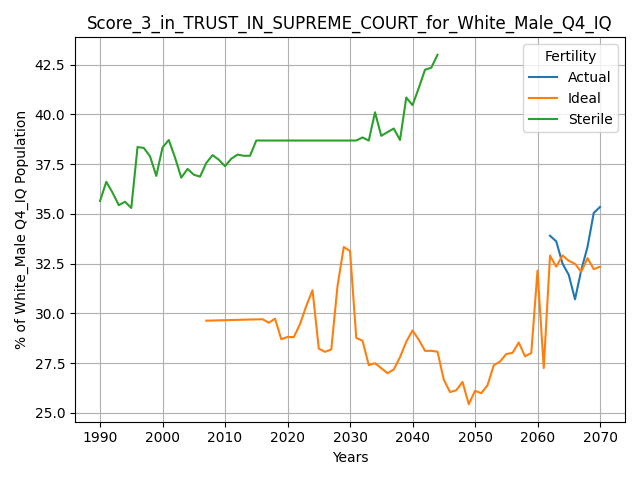 Score_3_in_TRUST_IN_SUPREME_COURT_for_White_Male_Q4_IQ
Fertility
Actual
Ideal
Sterile
% of White_Male Q4_IQ Population
42.5
40.0
37.5
35.0
32.5
30.0
27.5
25.0
1990 2000 2010 2020 2030 2040 2050 2060 2070
Years